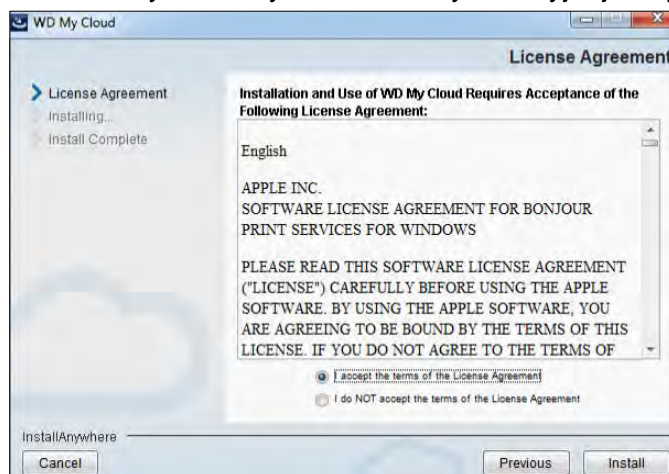 WD My Cloud
License Agreement
License Agreement
Installing...
Install Complete
Installation and Use of WD My Cloud Requires Acceptance of the
Following License Agreement:
English
APPLE INC.
SOFTWARE LICENSE AGREEMENT FOR BONJOUR
PRINT SERVICES FOR WINDOWS
PLEASE READ THIS SOFTWARE LICENSE AGREEMENT
("LICENSE") CAREFULLY BEFORE USING THE APPLE
SOFTWARE. BY USING THE APPLE SOFTWARE, YOU
ARE AGREEING TO BE BOUND BY THE TERMS OF THIS
LICENSE. IF YOU DO NOT AGREE TO THE TERMS OF
I accept the terms of the License Agreement
I do NOT accept the terms of the License Agreement
InstallAnywhere
Cancel
Previous
Install